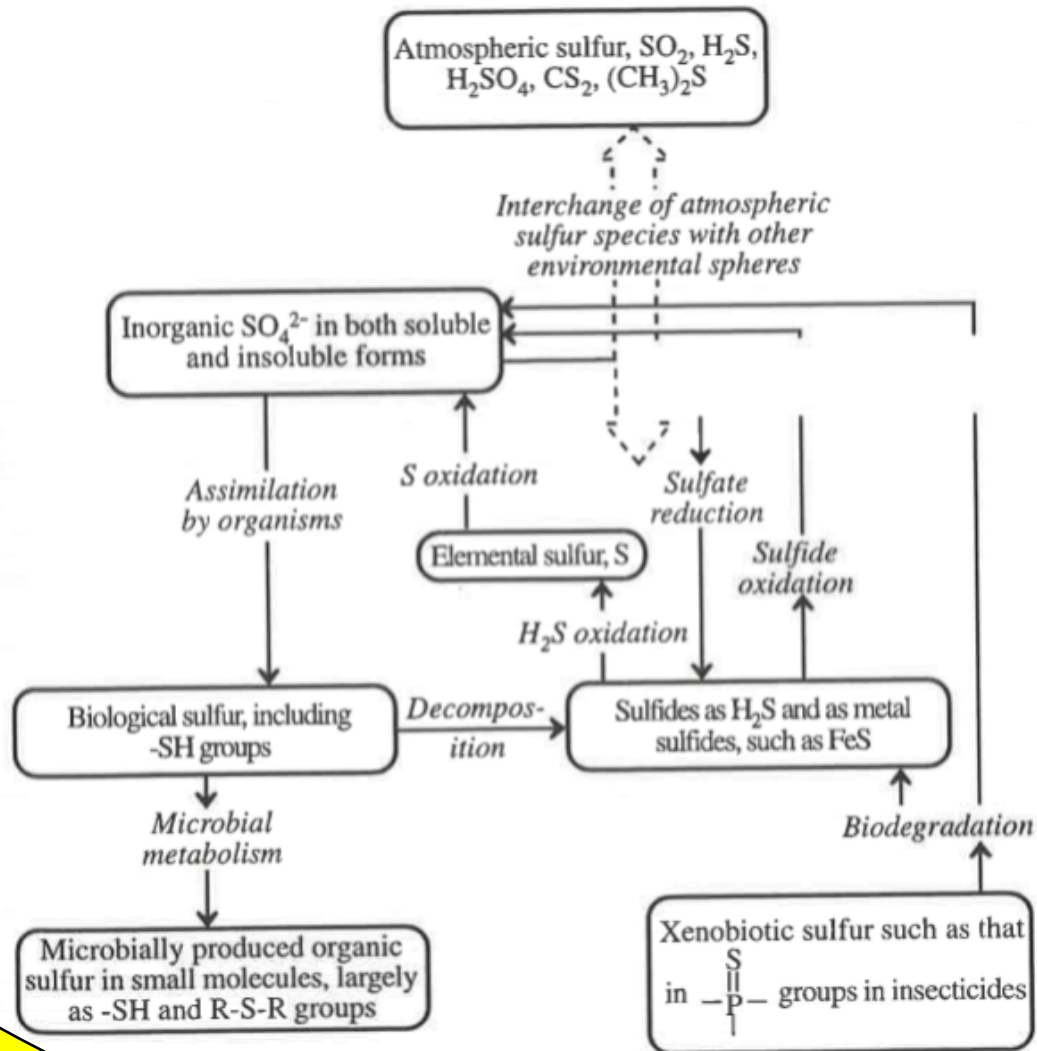 Atmospheric sulfur, SO₂, H₂S,
H₂SO₄, CS₂, (CH₃)₂S
Interchange of atmospheric
sulfur species with other
environmental spheres
Inorganic SO₄²⁻ in both soluble
and insoluble forms
Assimilation
by organisms
S oxidation
Sulfate
reduction
Elemental sulfur, S
Sulfide
oxidation
H₂S oxidation
Biological sulfur, including
-SH groups
Decompos-
ition
Sulfides as H₂S and as metal
sulfides, such as FeS
Microbial
metabolism
Biodegradation
Microbially produced organic
sulfur in small molecules, largely
as -SH and R-S-R groups
Xenobiotic sulfur such as that
S
in –P– groups in insecticides